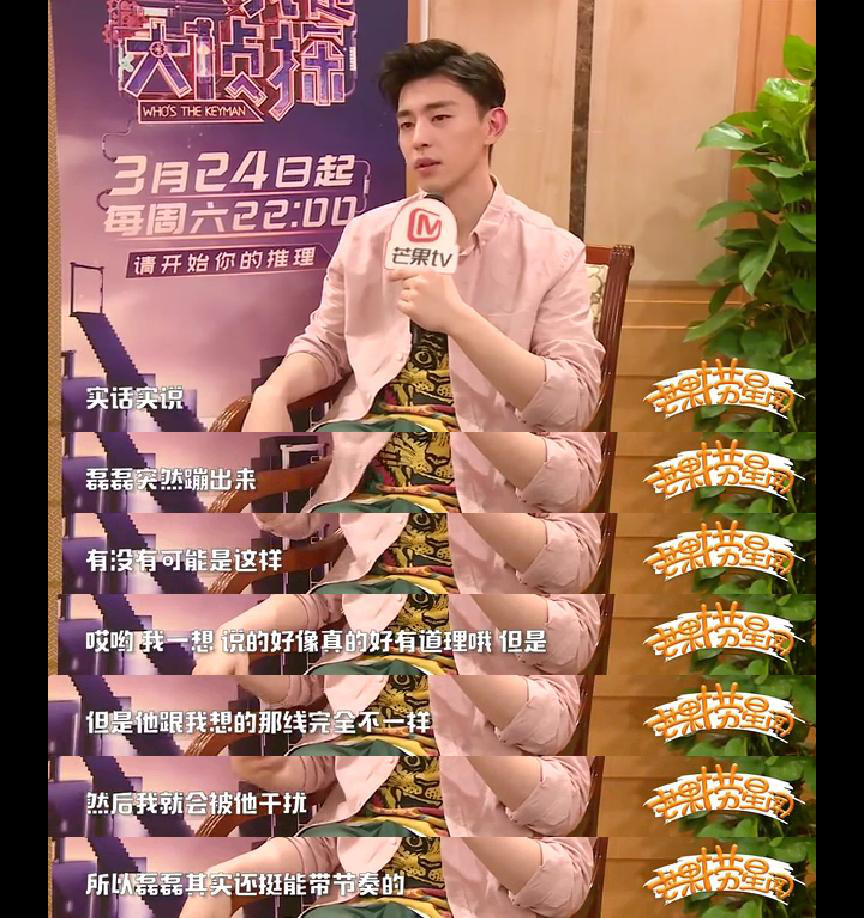 大侦探
WHO'S THE KEYMAN
3月24日起
每周六22:00
请开始你的推理
芒果tv
实话实说
磊磊突然蹦出来
有没有可能是这样
哎哟 我一想 说的好像真的好有道理哦 但是
但是他跟我想的那线完全不一样
然后我就会被他干扰
所以磊磊其实还挺能带节奏的